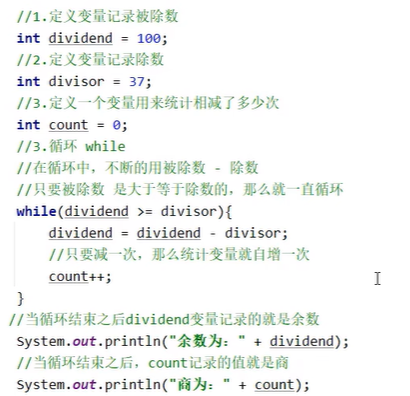 //1.定义变量记录被除数
int dividend = 100;
//2.定义变量记录除数
int divisor = 37;
//3.定义一个变量用来统计相减了多少次
int count = 0;
//3.循环 while
//在循环中，不断的用被除数 - 除数
//只要被除数 是大于等于除数的，那么就一直循环
while(dividend >= divisor){
dividend = dividend - divisor;
//只要减一次，那么统计变量就自增一次
count++;
}
//当循环结束之后dividend变量记录的就是余数
System.out.println("余数为：" + dividend);
//当循环结束之后，count记录的值就是商
System.out.println("商为：" + count);